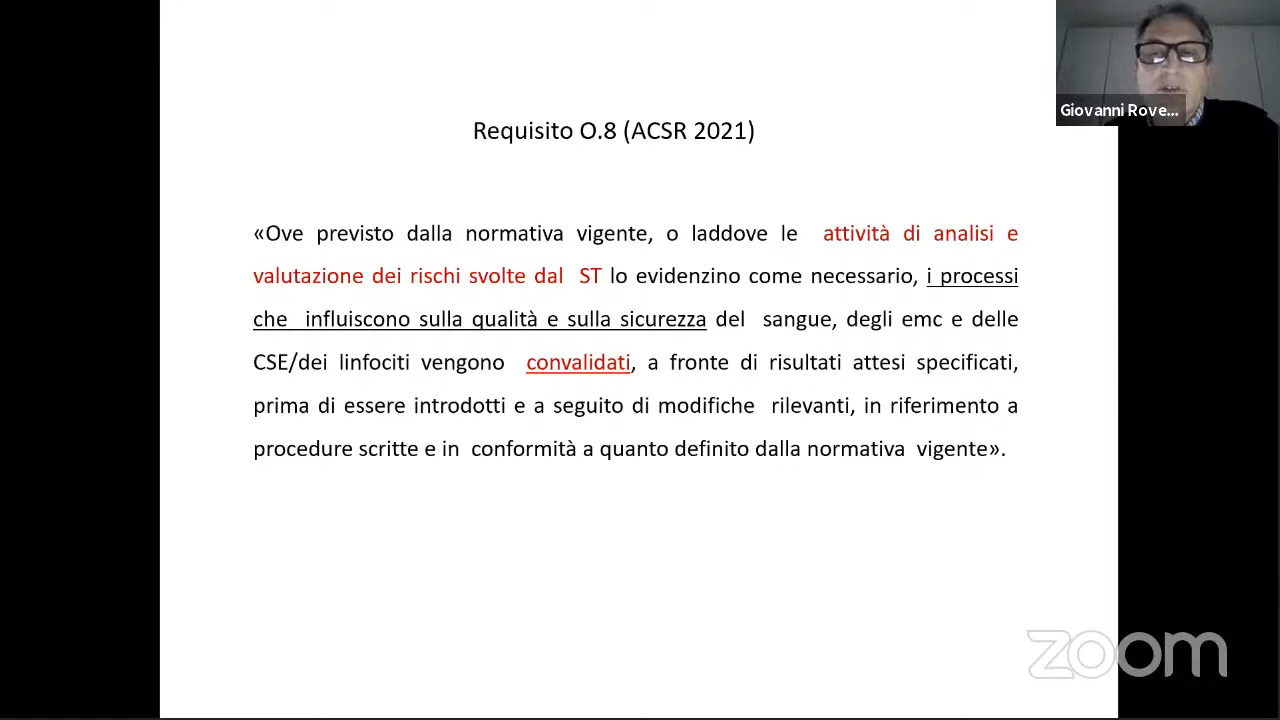 Giovanni Rove...
Requisito O.8 (ACSR 2021)
«Ove previsto dalla normativa vigente, o laddove le attività di analisi e
valutazione dei rischi svolte dal ST lo evidenzino come necessario, i processi
che influiscono sulla qualità e sulla sicurezza del sangue, degli emc e delle
CSE/dei linfociti vengono convalidati, a fronte di risultati attesi specificati,
prima di essere introdotti e a seguito di modifiche rilevanti, in riferimento a
procedure scritte e in conformità a quanto definito dalla normativa vigente».
zoom